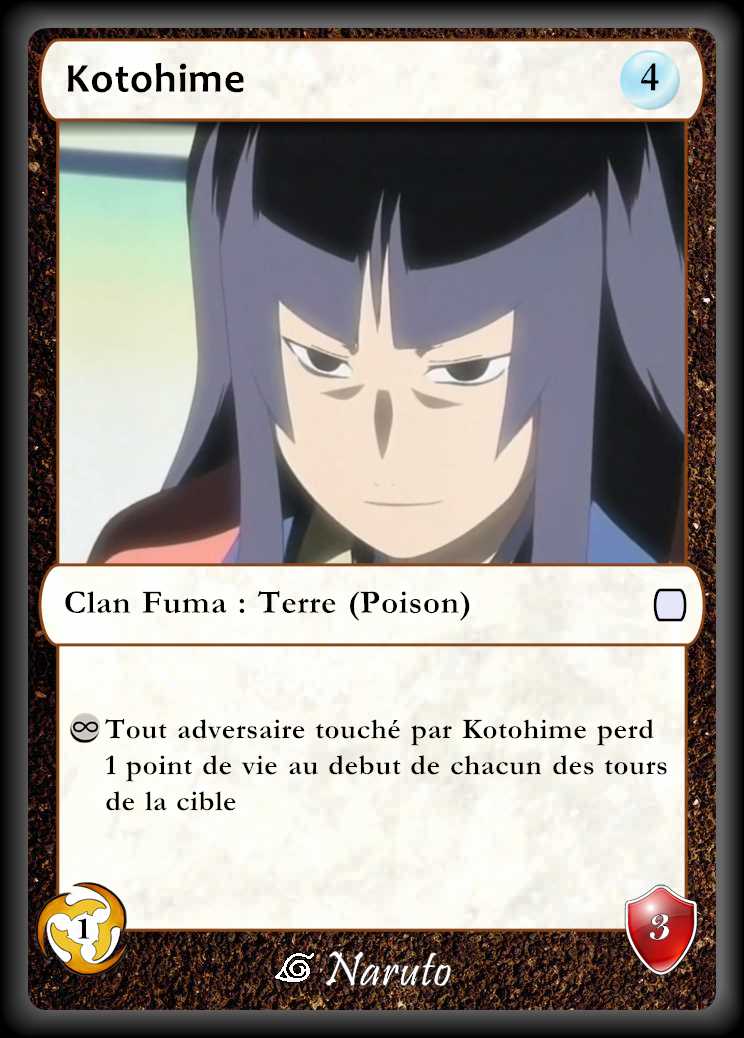 Kotohime
4
Clan Fuma : Terre (Poison)
∞ Tout adversaire touché par Kotohime perd
1 point de vie au debut de chacun des tours
de la cible
1
3
Naruto